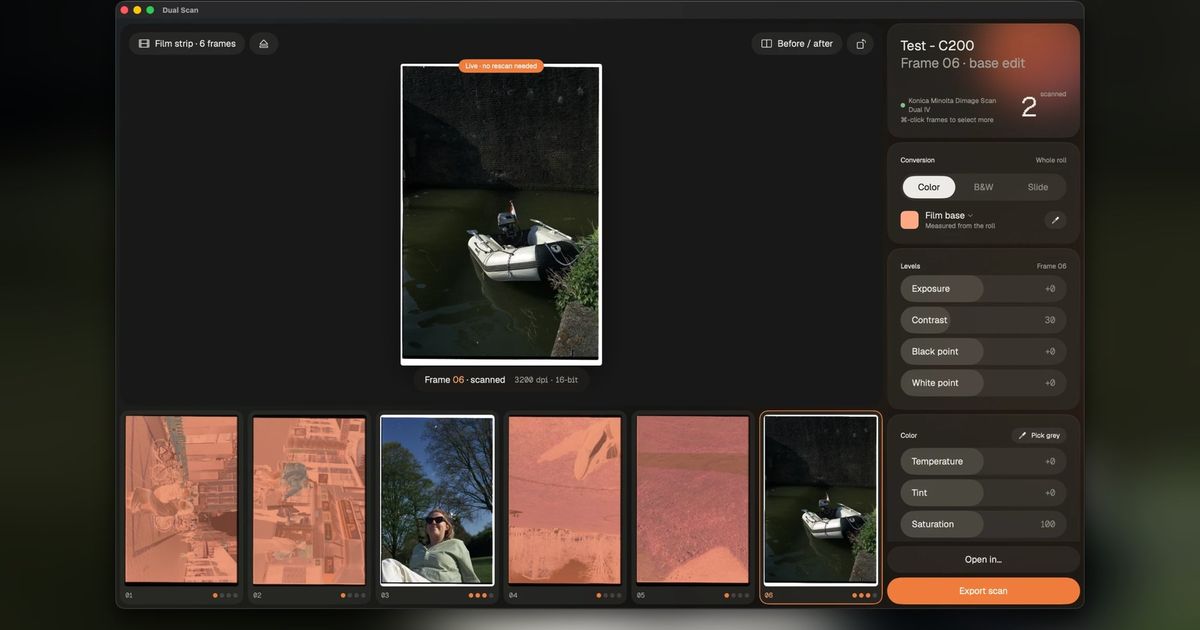 Dual Scan
Film strip · 6 frames
Before / after
Live · no rescan needed
Frame 06 · scanned 3200 dpi · 16-bit
01
02
03
04
05
06
Test - C200
Frame 06 · base edit
Konica Minolta Dimage Scan
Dual IV
⌘-click frames to select more
2 scanned
Conversion Whole roll
Color B&W Slide
Film base
Measured from the roll
Levels Frame 06
Exposure +0
Contrast 30
Black point +0
White point +0
Color Pick grey
Temperature +0
Tint +0
Saturation 100
Open in...
Export scan